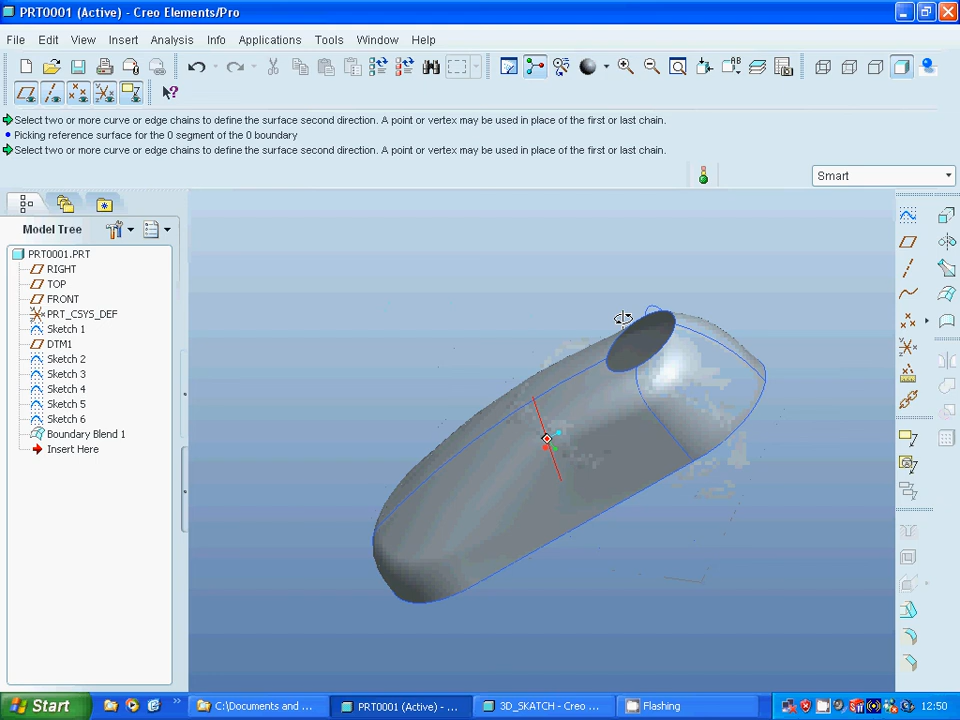 PRT0001 (Active) - Creo Elements/Pro
File Edit View Insert Analysis Info Applications Tools Window Help
Select two or more curve or edge chains to define the surface second direction. A point or vertex may be used in place of the first or last chain.
Picking reference surface for the 0 segment of the 0 boundary
Select two or more curve or edge chains to define the surface second direction. A point or vertex may be used in place of the first or last chain.
Smart
Model Tree
PRT0001.PRT
RIGHT
TOP
FRONT
PRT_CSYS_DEF
Sketch 1
DTM1
Sketch 2
Sketch 3
Sketch 4
Sketch 5
Sketch 6
Boundary Blend 1
Insert Here
Start
C:\Documents and ...
PRT0001 (Active) - ...
3D_SKATCH - Creo ...
Flashing
12:50